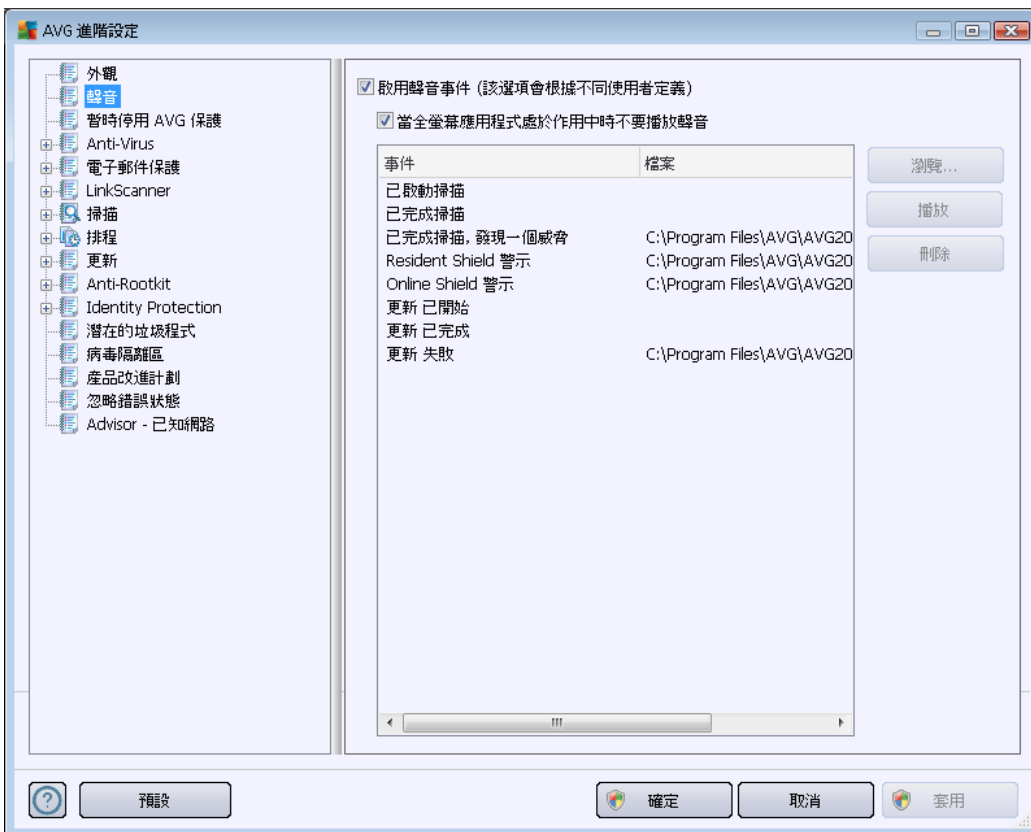 AVG 進階設定
外觀
聲音
暫時停用 AVG 保護
Anti-Virus
電子郵件保護
LinkScanner
掃描
排程
更新
Anti-Rootkit
Identity Protection
潛在的垃圾程式
病毒隔離區
產品改進計劃
忽略錯誤狀態
Advisor - 已知網路
啟用聲音事件 (該選項會根據不同使用者定義)
當全螢幕應用程式處於作用中時不要播放聲音
事件 檔案
已啟動掃描
已完成掃描
已完成掃描, 發現一個威脅 C:\Program Files\AVG\AVG20
Resident Shield 警示 C:\Program Files\AVG\AVG20
Online Shield 警示 C:\Program Files\AVG\AVG20
更新 已開始
更新 已完成
更新 失敗 C:\Program Files\AVG\AVG20
瀏覽...
播放
刪除
預設
確定
取消
套用